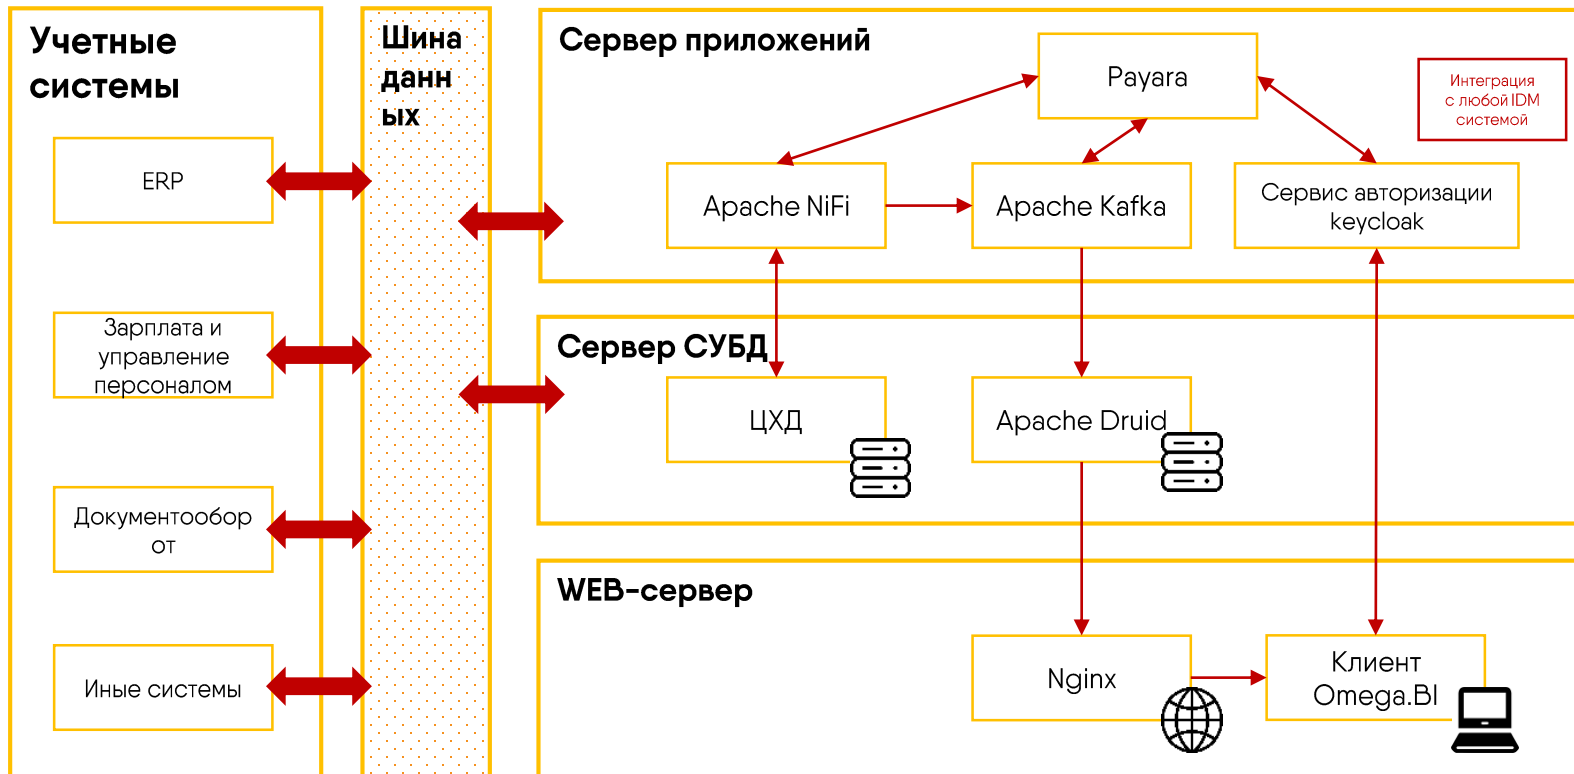 Учетные
системы
ERP
Зарплата и
управление
персоналом
Документообор
от
Иные системы
Шина
данн
ых
Сервер приложений
Payara
Интеграция
с любой IDM
системой
Apache NiFi
Apache Kafka
Сервис авторизации
keycloak
Сервер СУБД
ЦХД
Apache Druid
WEB-сервер
Nginx
Клиент
Omega.BI